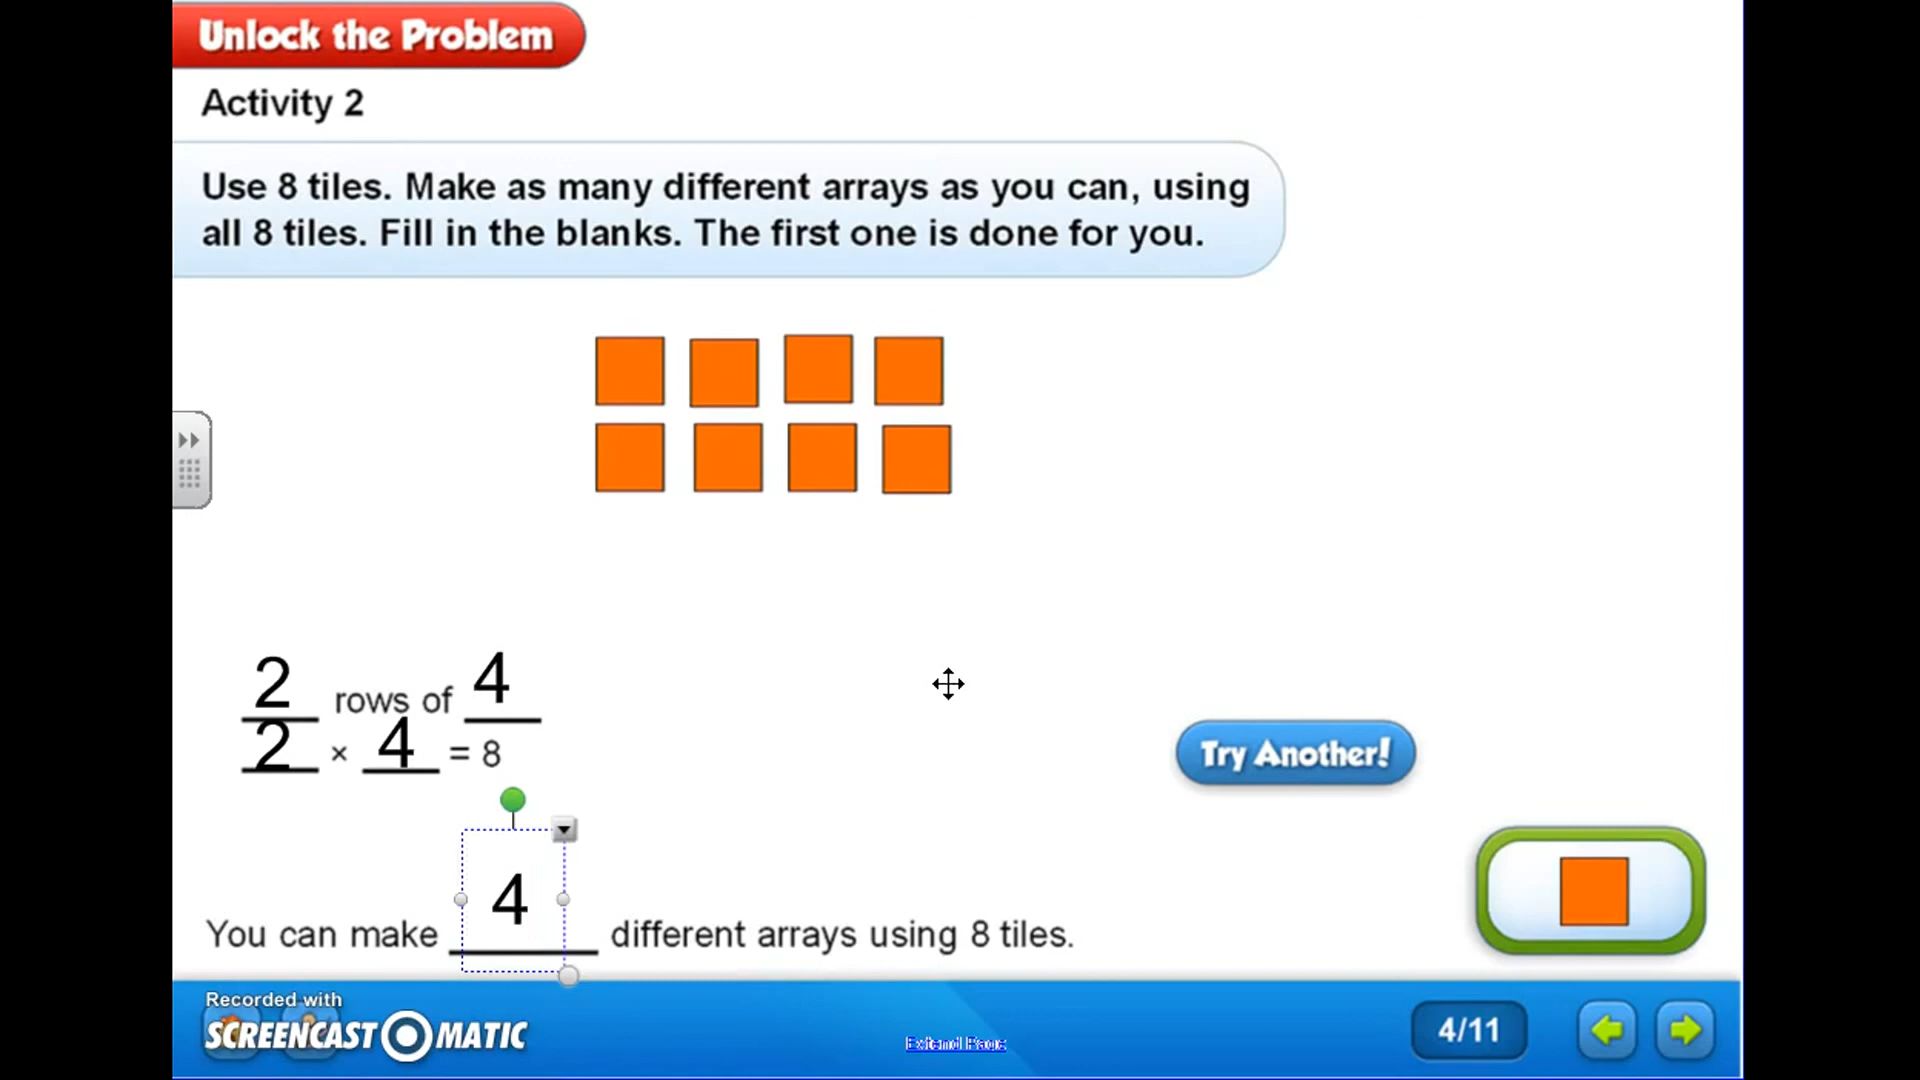 Unlock the Problem
Activity 2
Use 8 tiles. Make as many different arrays as you can, using
all 8 tiles. Fill in the blanks. The first one is done for you.
2 rows of 4
2 × 4 = 8
Try Another!
You can make 4 different arrays using 8 tiles.
Recorded with
SCREENCAST MATIC
Extend Page
4/11